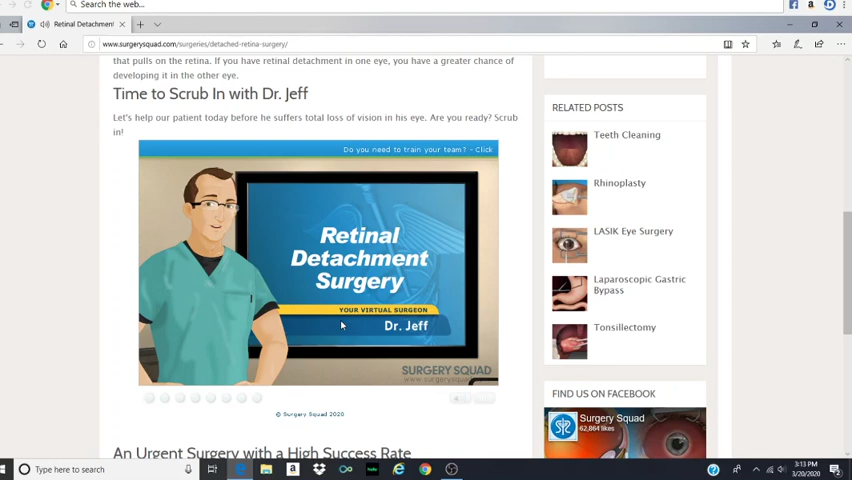 Search the web.
Retinal Detachment
www.surgerysquad.com/surgeries/detached-retina-surgery/
that pulls on the retina. If you have retinal detachment in one eye, you have a greater chance of
developing it in the other eye.
Time to Scrub In with Dr. Jeff
Let's help our patient today before he suffers total loss of vision in his eye. Are you ready? Scrub
in!
Do you need to train your team? - Click
Retinal
Detachment
Surgery
YOUR VIRTUAL SURGEON
Dr. Jeff
SURGERY SQUAD
© Surgery Squad 2020
An Urgent Surgery with a High Success Rate
RELATED POSTS
Teeth Cleaning
Rhinoplasty
LASIK Eye Surgery
Laparoscopic Gastric
Bypass
Tonsillectomy
FIND US ON FACEBOOK
Surgery Squad
62,864 likes
Type here to search
hulu
3:13 PM
3/20/2020